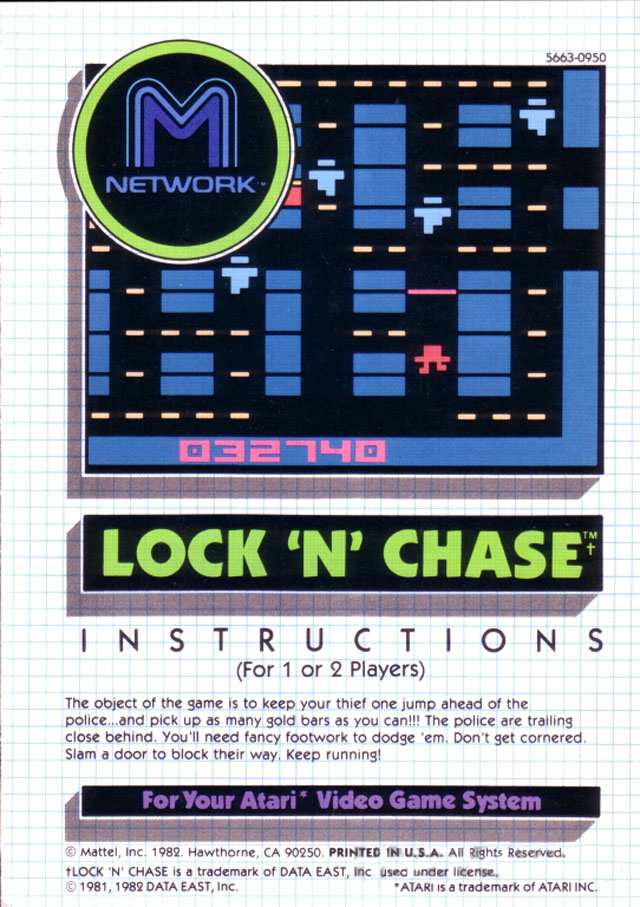 5663-0950
M
NETWORK™
032740
LOCK 'N' CHASE™†
INSTRUCTIONS
(For 1 or 2 Players)
The object of the game is to keep your thief one jump ahead of the
police...and pick up as many gold bars as you can!!! The police are trailing
close behind. You'll need fancy footwork to dodge 'em. Don't get cornered.
Slam a door to block their way. Keep running!
For Your Atari* Video Game System
© Mattel, Inc. 1982. Hawthorne, CA 90250. PRINTED IN U.S.A. All Rights Reserved.
†LOCK 'N' CHASE is a trademark of DATA EAST, Inc. used under license.
© 1981, 1982 DATA EAST, Inc. *ATARI is a trademark of ATARI INC.